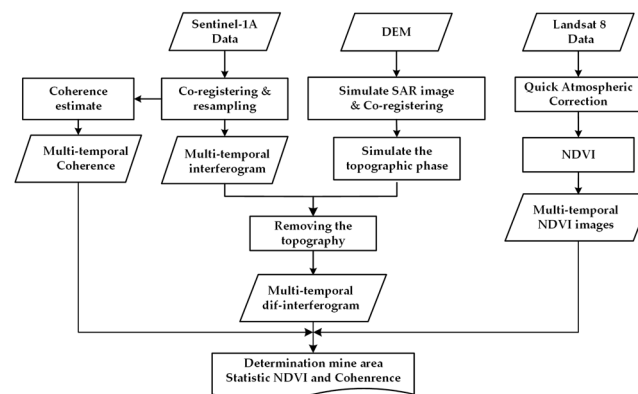 Sentinel-1A
Data
DEM
Landsat 8
Data
Coherence
estimate
Co-registering &
resampling
Simulate SAR image
& Co-registering
Quick Atmospheric
Correction
Multi-temporal
Coherence
Multi-temporal
interferogram
Simulate the
topographic phase
NDVI
Removing the
topography
Multi-temporal
NDVI images
Multi-temporal
dif-interferogram
Determination mine area
Statistic NDVI and Cohenrence